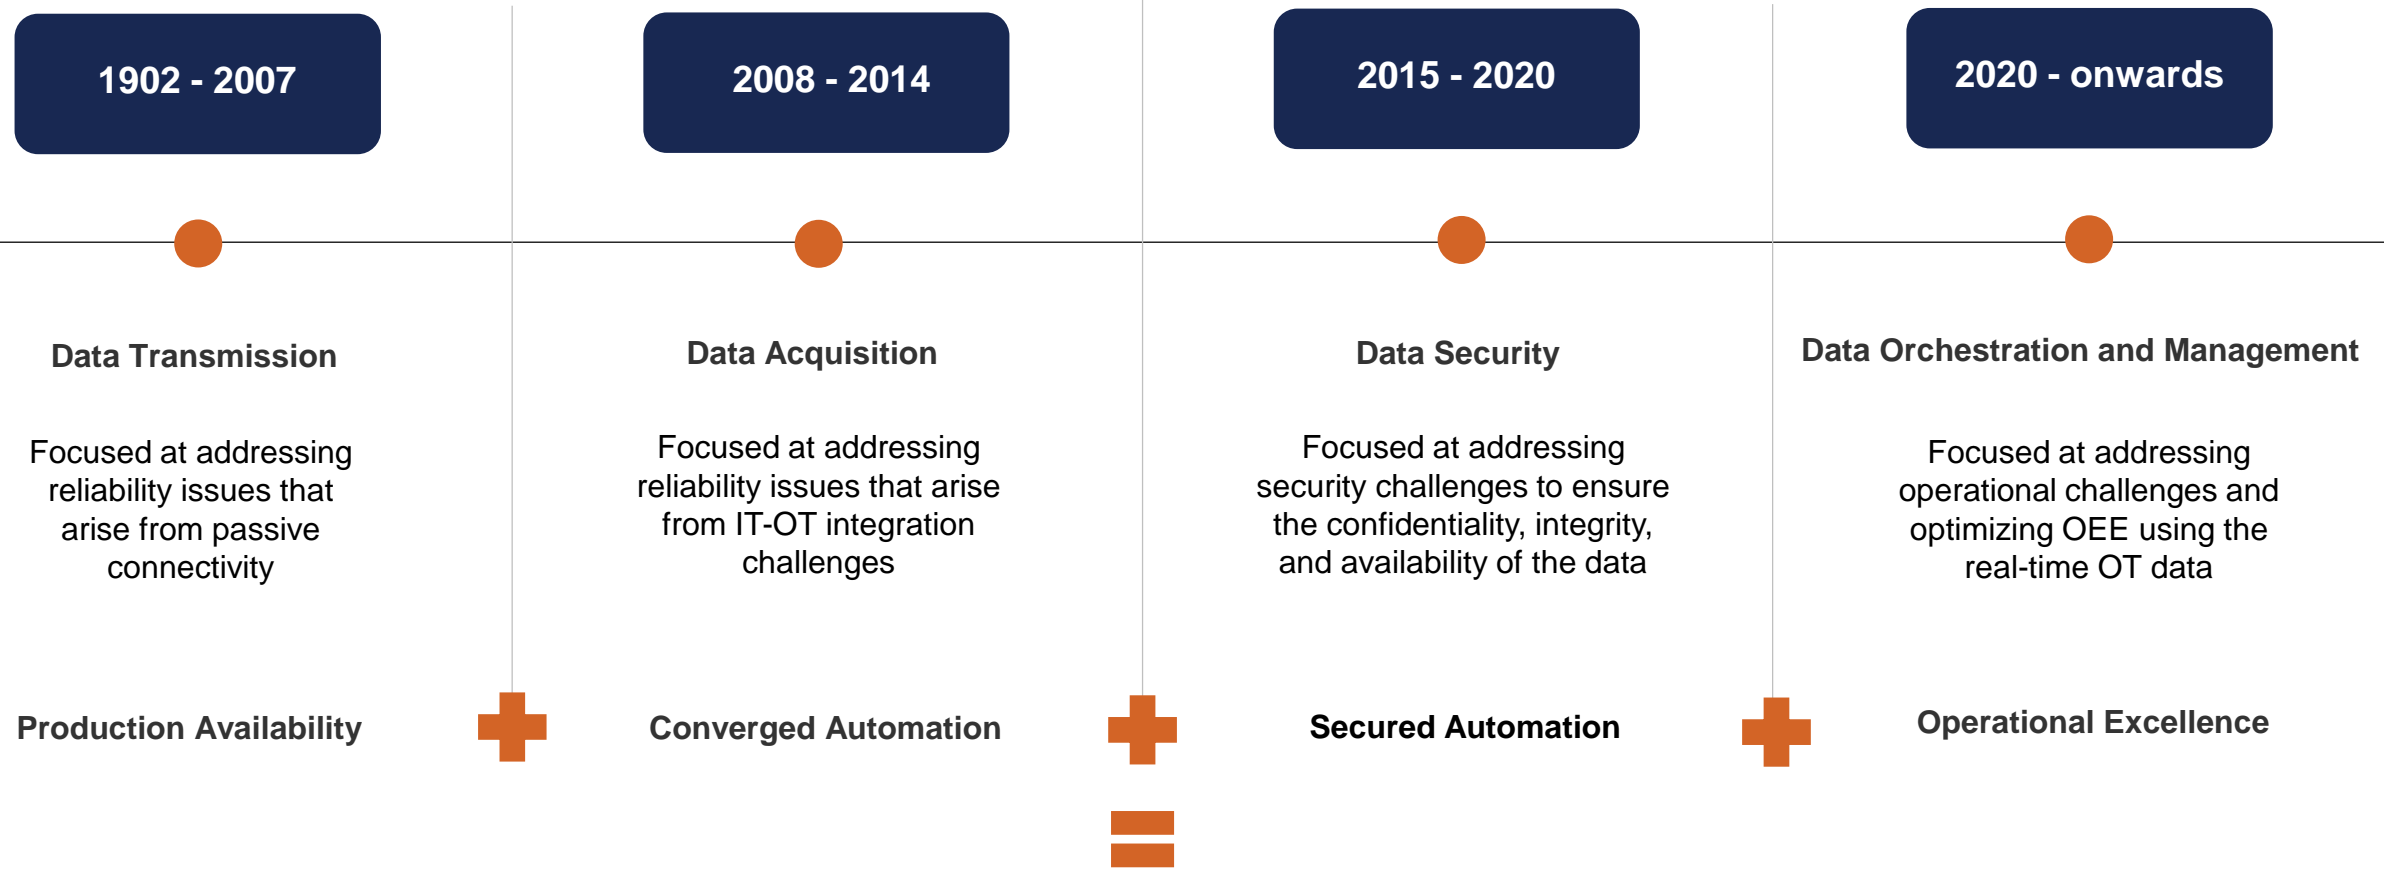 1902 - 2007
2008 - 2014
2015 - 2020
2020 - onwards
Data Transmission
Data Acquisition
Data Security
Data Orchestration and Management
Focused at addressing
reliability issues that
arise from passive
connectivity
Focused at addressing
reliability issues that arise
from IT-OT integration
challenges
Focused at addressing
security challenges to ensure
the confidentiality, integrity,
and availability of the data
Focused at addressing
operational challenges and
optimizing OEE using the
real-time OT data
Production Availability
Converged Automation
Secured Automation
Operational Excellence